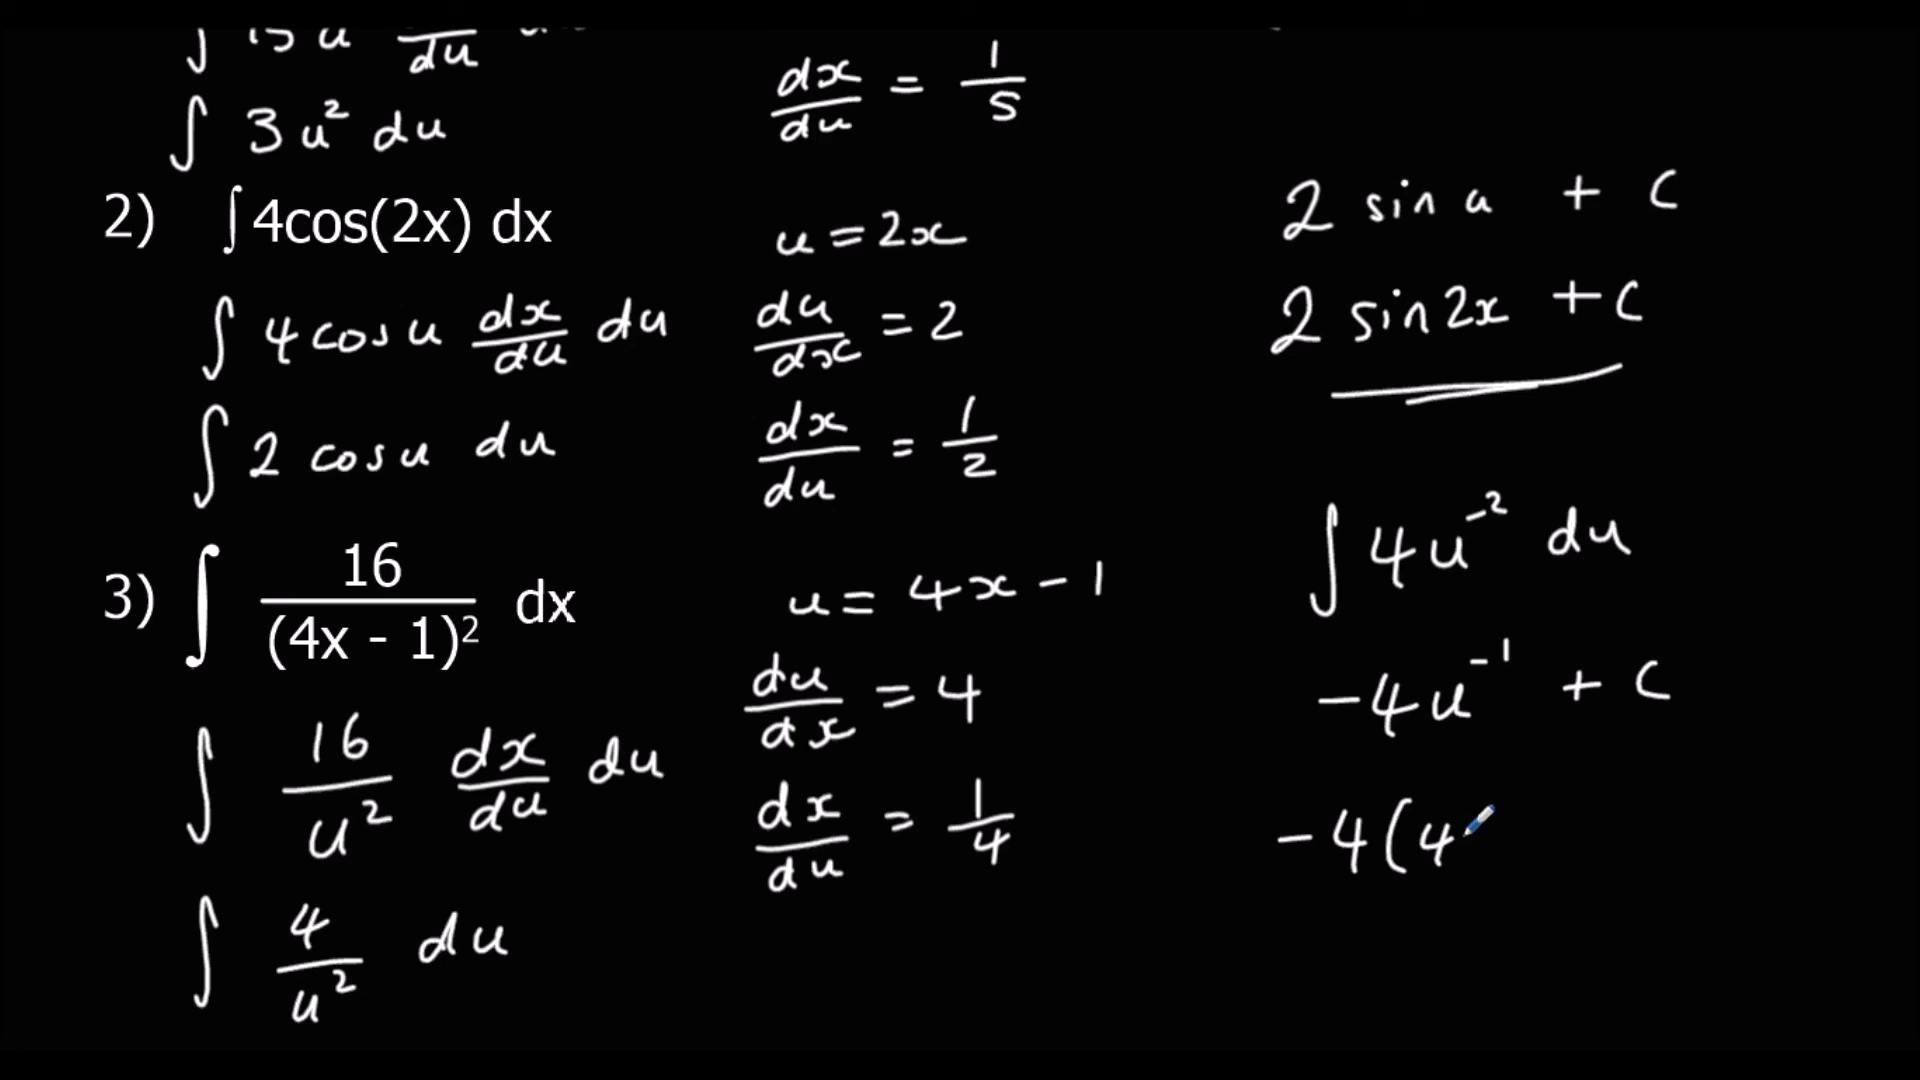 ∫ 15 u /du
∫ 3u² du
dx/du = 1/5
2) ∫4cos(2x) dx
∫ 4 cos u dx/du du
∫ 2 cos u du
u = 2x
du/dx = 2
dx/du = 1/2
2 sin u + C
2 sin 2x + C
3) ∫ 16/(4x - 1)² dx
∫ 16/u² dx/du du
∫ 4/u² du
u = 4x - 1
du/dx = 4
dx/du = 1/4
∫ 4u⁻² du
-4u⁻¹ + C
-4(4